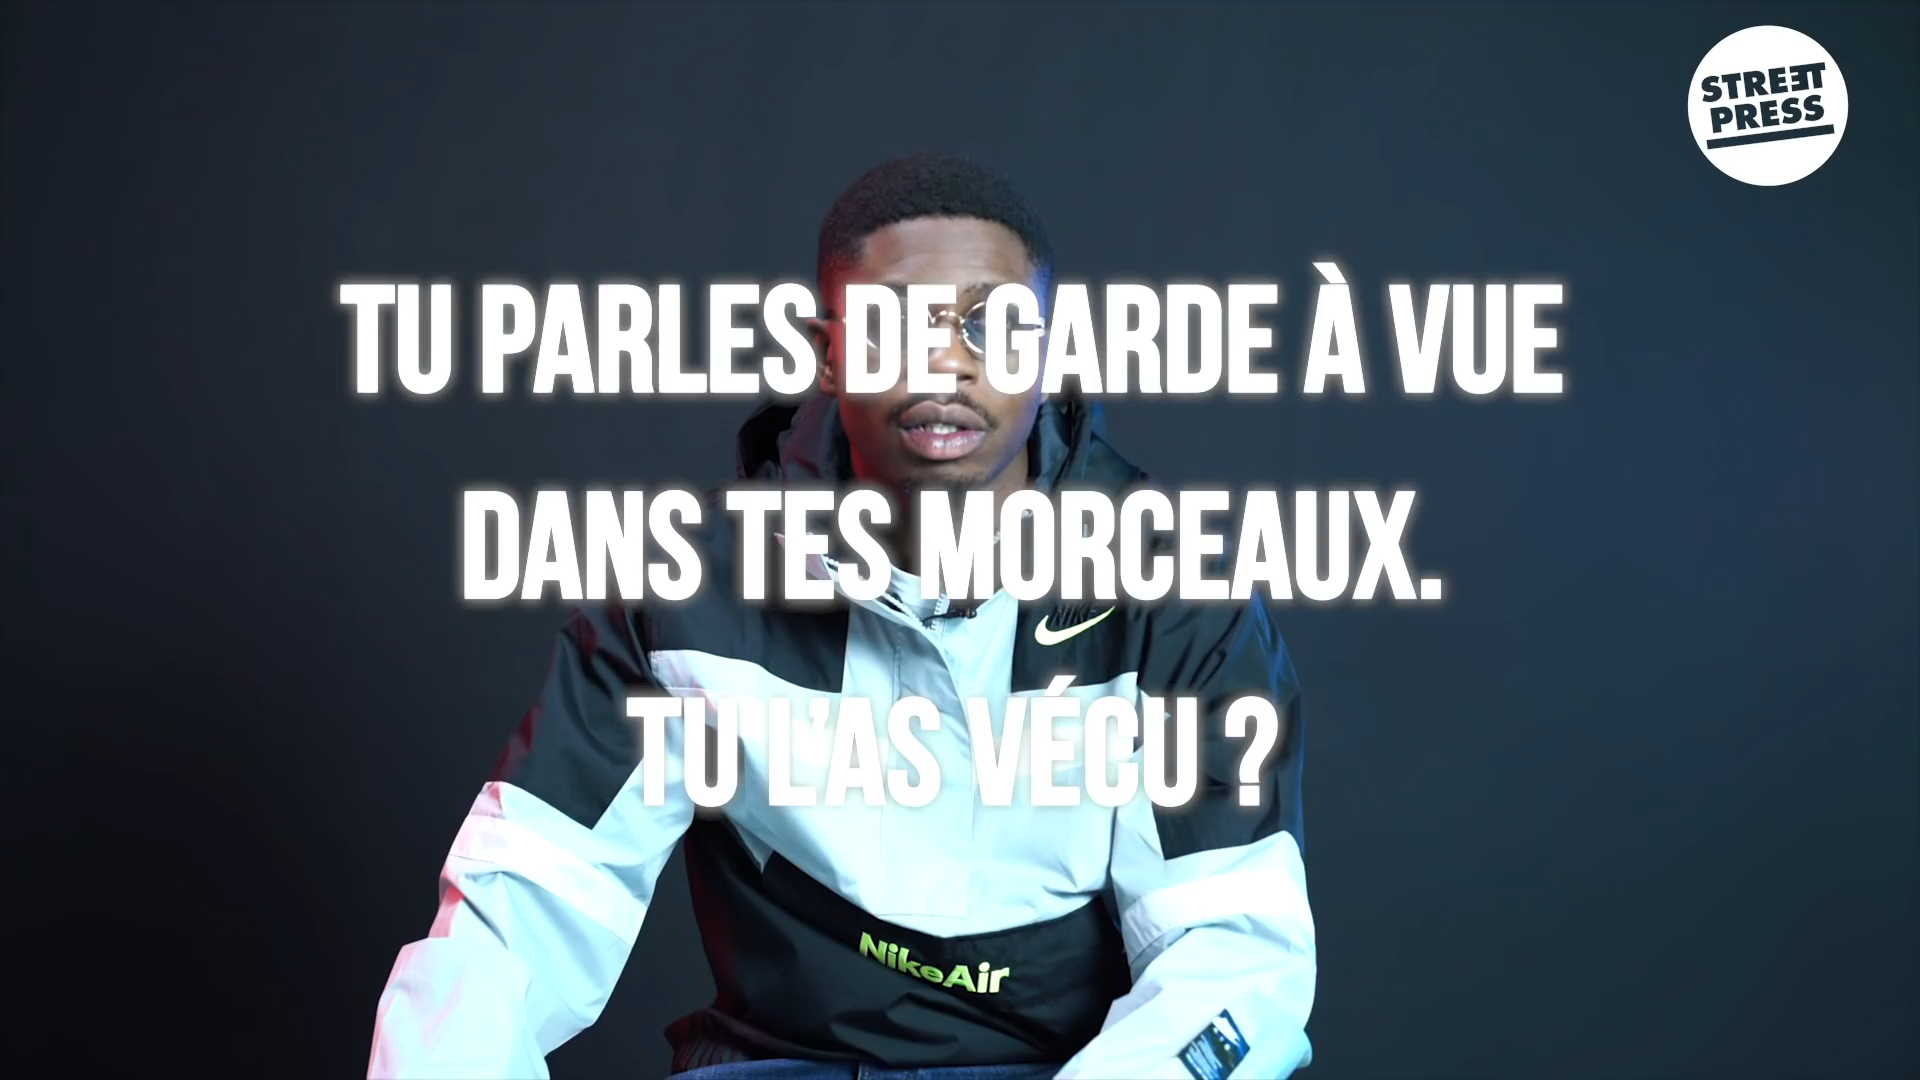 STREET
PRESS
TU PARLES DE GARDE À VUE
DANS TES MORCEAUX.
NIKE
TU L'AS VÉCU ?
NikeAir